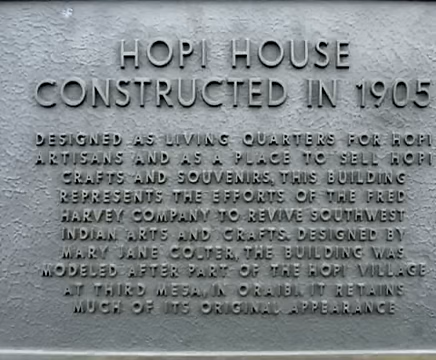 HOPI HOUSE
CONSTRUCTED IN 1905
DESIGNED AS LIVING QUARTERS FOR HOPI
ARTISANS AND AS A PLACE TO SELL HOPI
CRAFTS AND SOUVENIRS, THIS BUILDING
REPRESENTS THE EFFORTS OF THE FRED
HARVEY COMPANY TO REVIVE SOUTHWEST
INDIAN ARTS AND CRAFTS. DESIGNED BY
MARY JANE COLTER, THE BUILDING WAS
MODELED AFTER PART OF THE HOPI VILLAGE
AT THIRD MESA, IN ORAIBI. IT RETAINS
MUCH OF ITS ORIGINAL APPEARANCE